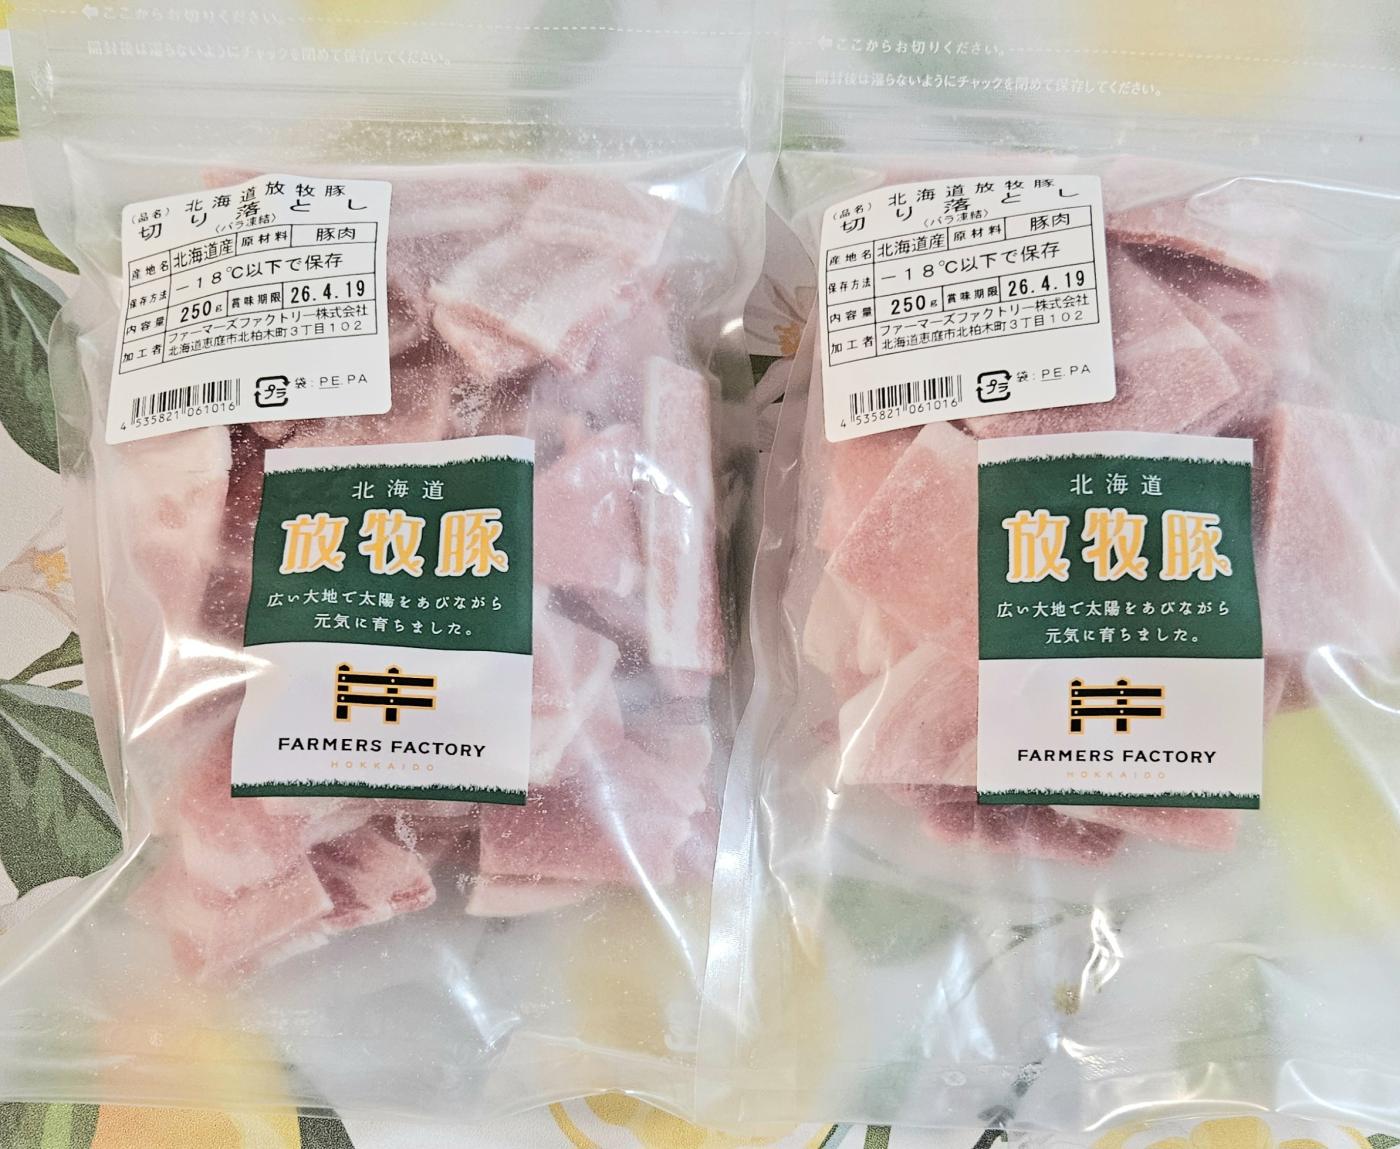 ここからお切りください。
開封後は湿らないようにチャックを閉めて保存してください。
〈品名〉 北海道放牧豚
切り落とし
〈バラ凍結〉
産地名 北海道産 原材料 豚肉
保存方法 －18℃以下で保存
内容量 250g 賞味期限 26.4.19
加工者 ファーマーズファクトリー株式会社
北海道恵庭市北柏木町3丁目102
4 535821 061016
プラ 袋:PE.PA
北海道
放牧豚
広い大地で太陽をあびながら
元気に育ちました。
FARMERS FACTORY
HOKKAIDO
ここからお切りください。
開封後は湿らないようにチャックを閉めて保存してください。
〈品名〉 北海道放牧豚
切り落とし
〈バラ凍結〉
産地名 北海道産 原材料 豚肉
保存方法 －18℃以下で保存
内容量 250g 賞味期限 26.4.19
加工者 ファーマーズファクトリー株式会社
北海道恵庭市北柏木町3丁目102
4 535821 061016
プラ 袋:PE.PA
北海道
放牧豚
広い大地で太陽をあびながら
元気に育ちました。
FARMERS FACTORY
HOKKAIDO